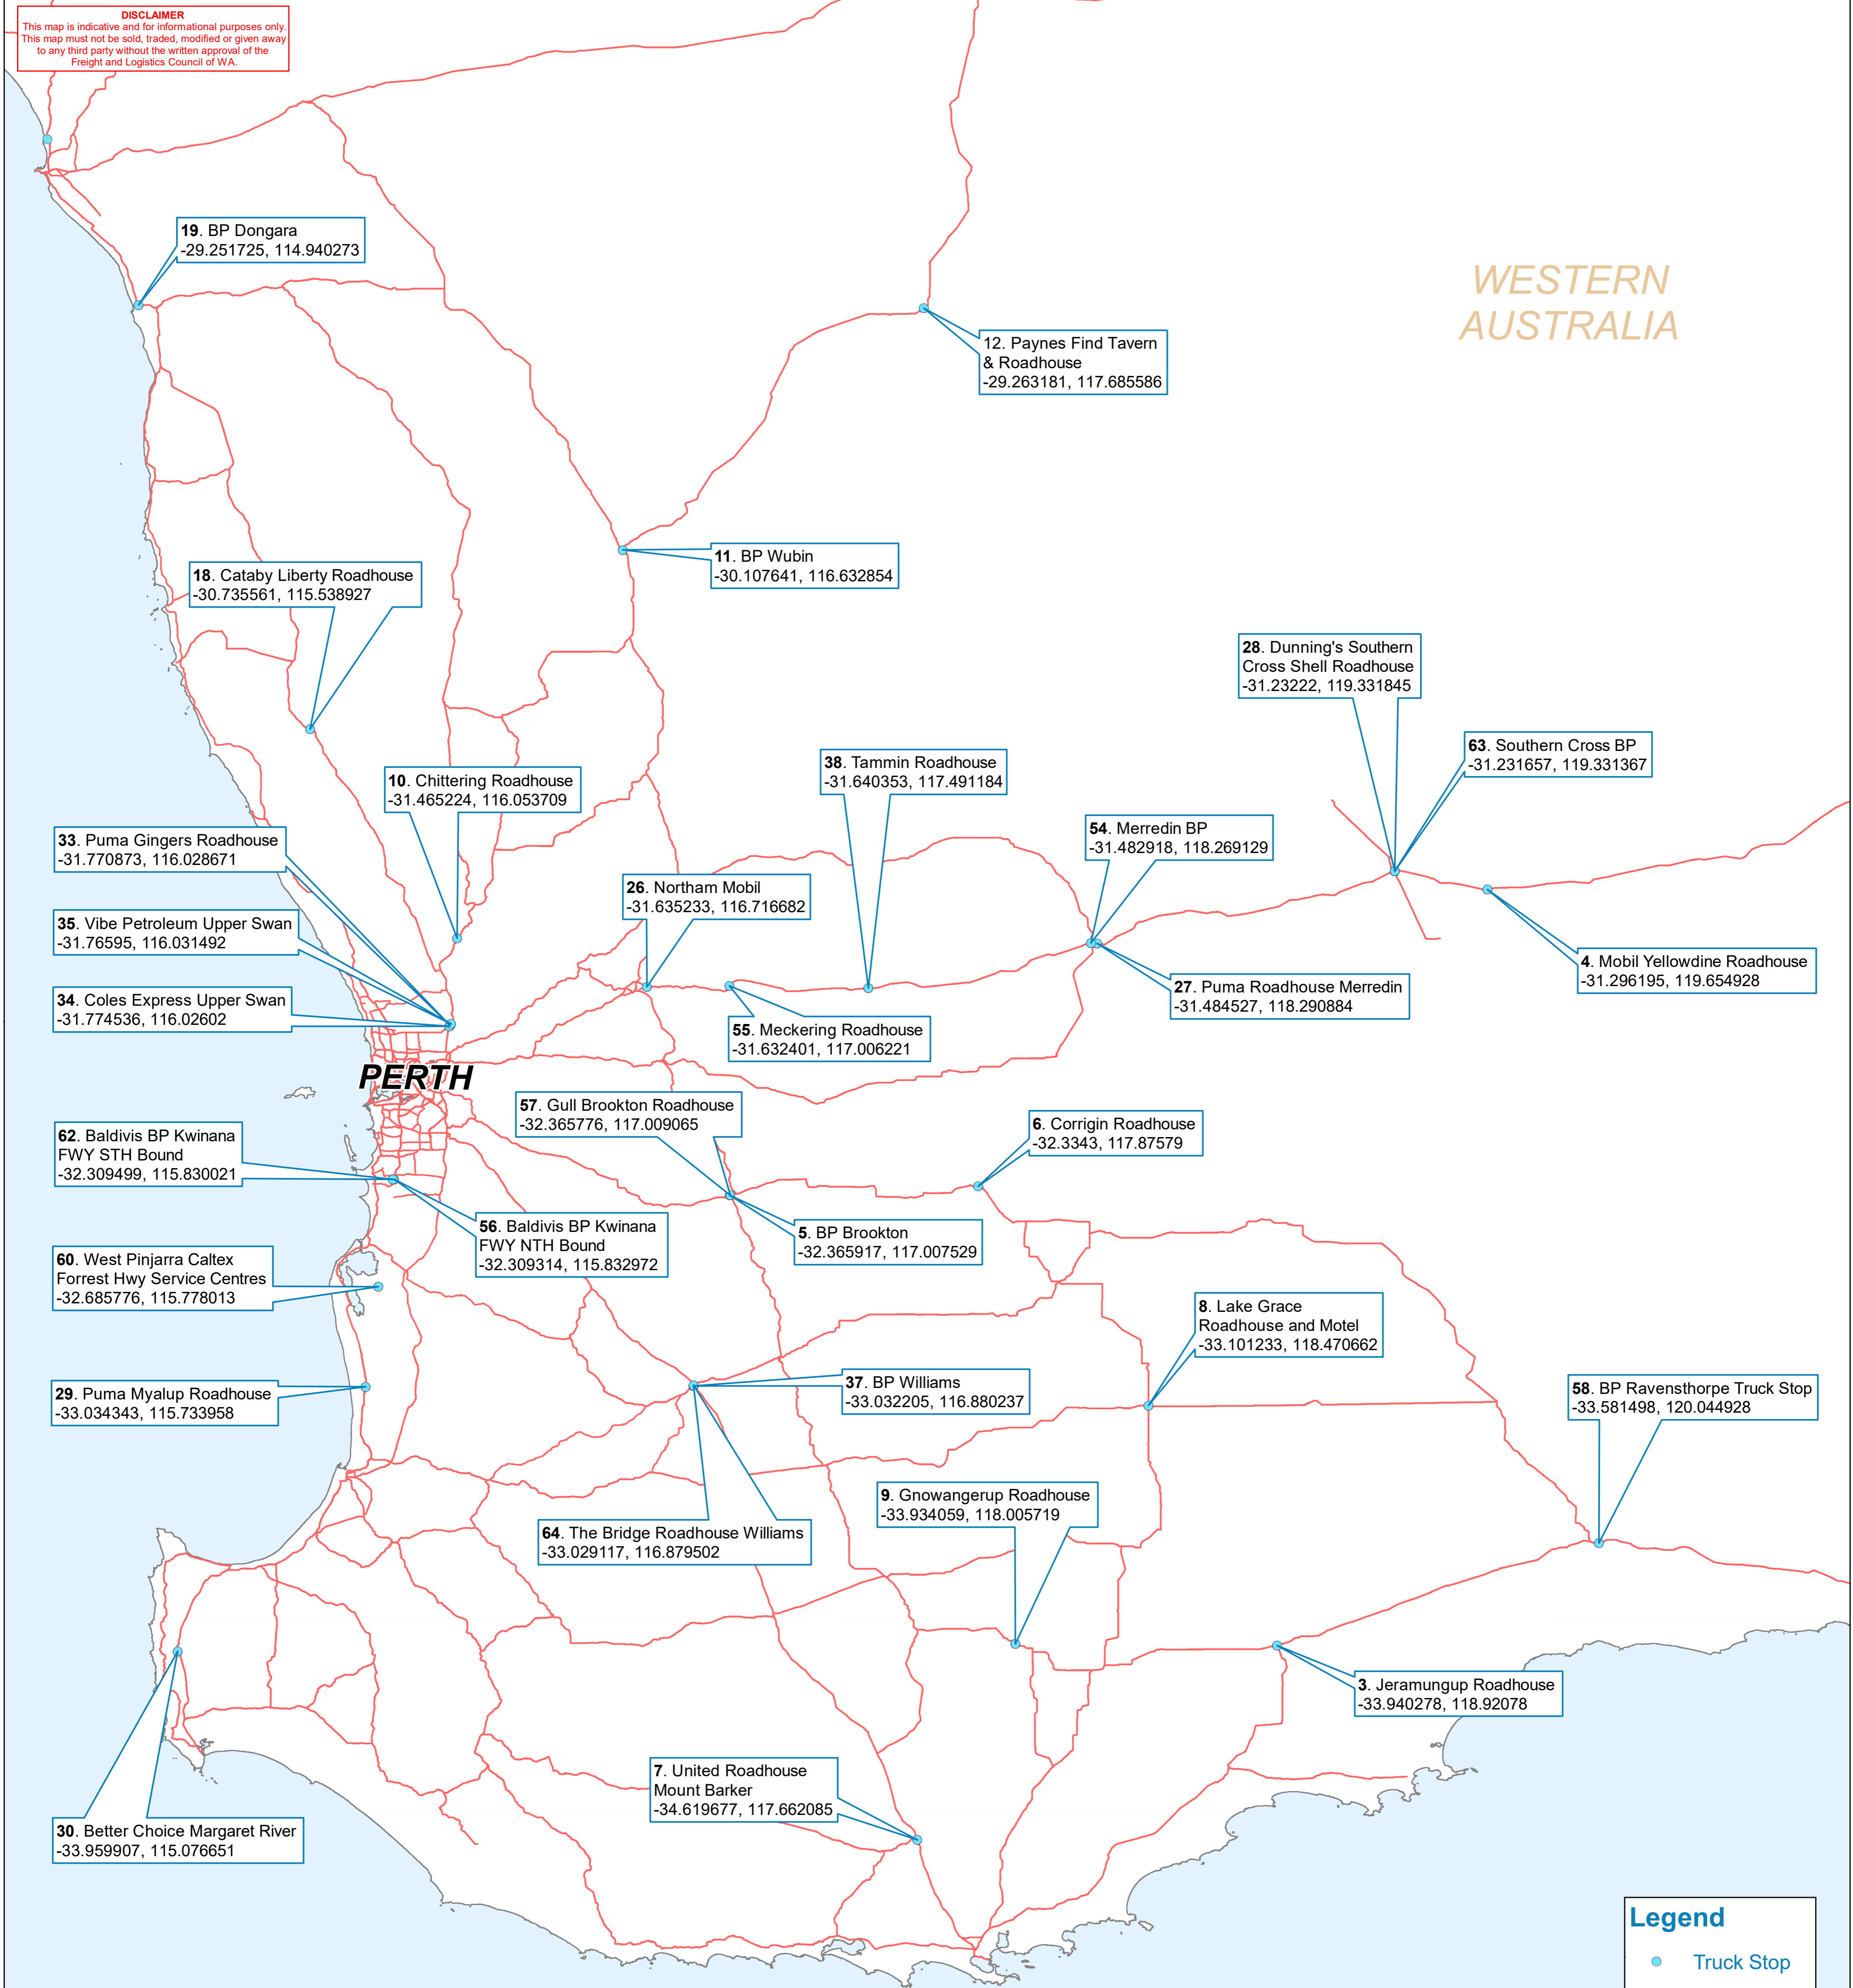 DISCLAIMER
This map is indicative and for informational purposes only.
This map must not be sold, traded, modified or given away
to any third party without the written approval of the
Freight and Logistics Council of WA.
19. BP Dongara
-29.251725, 114.940273
WESTERN
AUSTRALIA
12. Paynes Find Tavern
& Roadhouse
-29.263181, 117.685586
11. BP Wubin
-30.107641, 116.632854
18. Cataby Liberty Roadhouse
-30.735561, 115.538927
28. Dunning's Southern
Cross Shell Roadhouse
-31.23222, 119.331845
63. Southern Cross BP
-31.231657, 119.331367
38. Tammin Roadhouse
-31.640353, 117.491184
10. Chittering Roadhouse
-31.465224, 116.053709
54. Merredin BP
-31.482918, 118.269129
33. Puma Gingers Roadhouse
-31.770873, 116.028671
26. Northam Mobil
-31.635233, 116.716682
35. Vibe Petroleum Upper Swan
-31.76595, 116.031492
4. Mobil Yellowdine Roadhouse
-31.296195, 119.654928
27. Puma Roadhouse Merredin
-31.484527, 118.290884
34. Coles Express Upper Swan
-31.774536, 116.02602
55. Meckering Roadhouse
-31.632401, 117.006221
PERTH
57. Gull Brookton Roadhouse
-32.365776, 117.009065
6. Corrigin Roadhouse
-32.3343, 117.87579
62. Baldivis BP Kwinana
FWY STH Bound
-32.309499, 115.830021
56. Baldivis BP Kwinana
FWY NTH Bound
-32.309314, 115.832972
5. BP Brookton
-32.365917, 117.007529
60. West Pinjarra Caltex
Forrest Hwy Service Centres
-32.685776, 115.778013
8. Lake Grace
Roadhouse and Motel
-33.101233, 118.470662
29. Puma Myalup Roadhouse
-33.034343, 115.733958
37. BP Williams
-33.032205, 116.880237
58. BP Ravensthorpe Truck Stop
-33.581498, 120.044928
9. Gnowangerup Roadhouse
-33.934059, 118.005719
64. The Bridge Roadhouse Williams
-33.029117, 116.879502
3. Jeramungup Roadhouse
-33.940278, 118.92078
7. United Roadhouse
Mount Barker
-34.619677, 117.662085
30. Better Choice Margaret River
-33.959907, 115.076651
Legend
Truck Stop